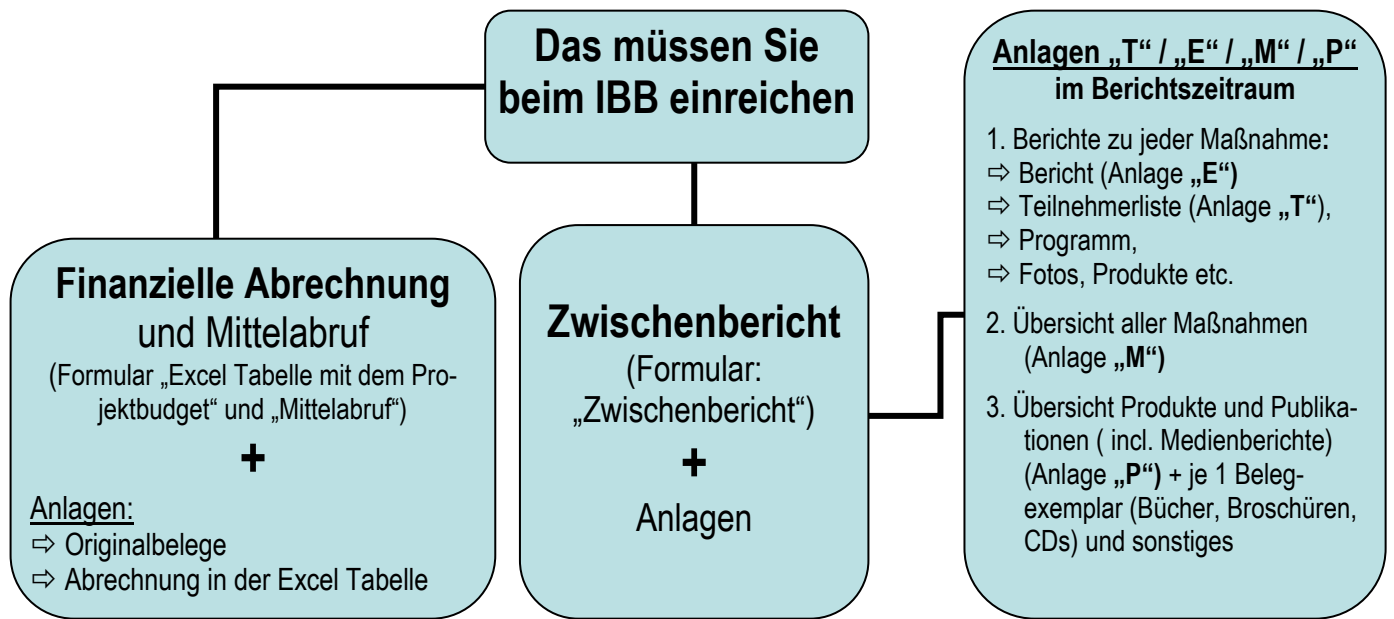 Das müssen Sie
beim IBB einreichen
Finanzielle Abrechnung
und Mittelabruf
(Formular „Excel Tabelle mit dem Pro-
jektbudget“ und „Mittelabruf“)
+
Anlagen:
⇨ Originalbelege
⇨ Abrechnung in der Excel Tabelle
Zwischenbericht
(Formular:
„Zwischenbericht“)
+
Anlagen
Anlagen „T“ / „E“ / „M“ / „P“
im Berichtszeitraum
1. Berichte zu jeder Maßnahme:
⇨ Bericht (Anlage „E“)
⇨ Teilnehmerliste (Anlage „T“),
⇨ Programm,
⇨ Fotos, Produkte etc.
2. Übersicht aller Maßnahmen
(Anlage „M“)
3. Übersicht Produkte und Publika-
tionen ( incl. Medienberichte)
(Anlage „P“) + je 1 Beleg-
exemplar (Bücher, Broschüren,
CDs) und sonstiges